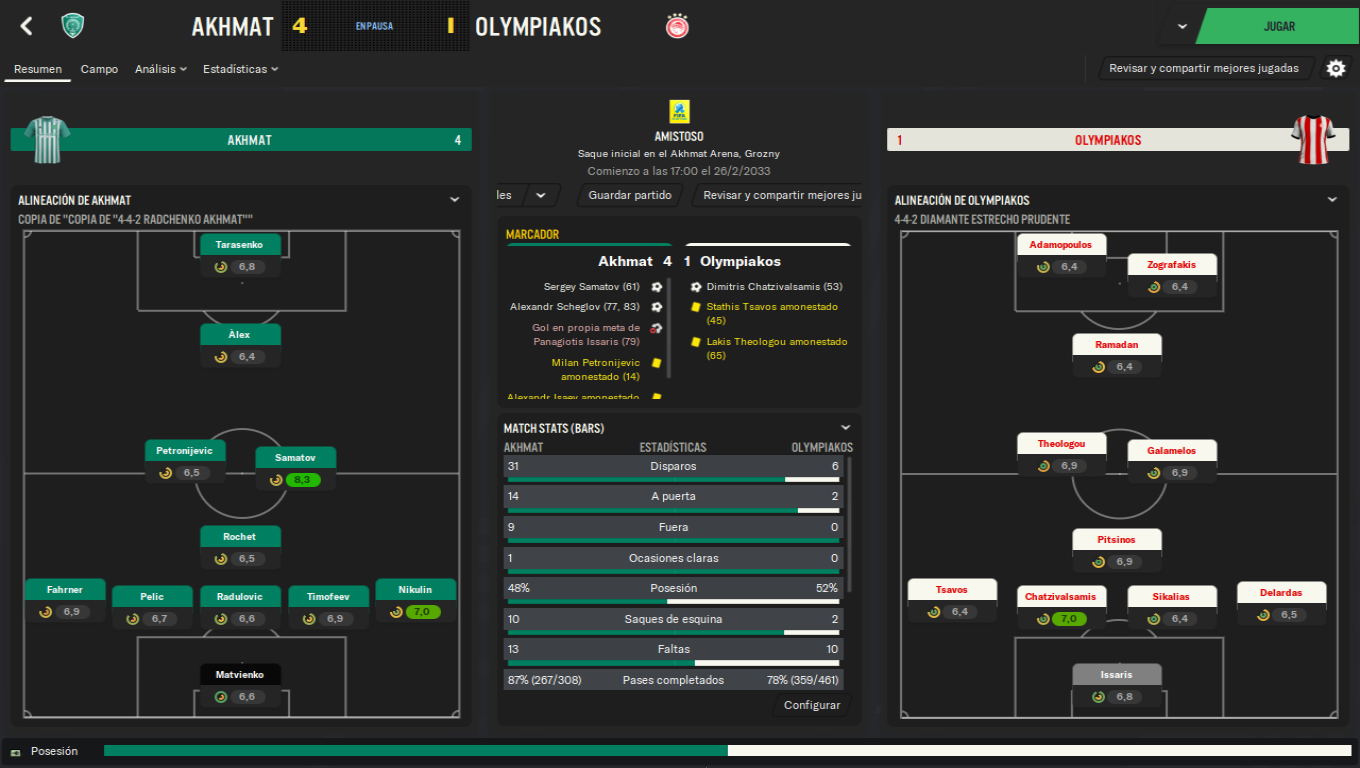 AKHMAT
4
EN PAUSA
1
OLYMPIAKOS
JUGAR
Resumen
Campo
Análisis
Estadísticas
Revisar y compartir mejores jugadas
AKHMAT
4
ALINEACIÓN DE AKHMAT
COPIA DE "COPIA DE "4-4-2 RADCHENKO AKHMAT""
Tarasenko
6,8
Àlex
6,4
Petronijevic
6,5
Samatov
8,3
Rochet
6,5
Fahrner
6,9
Pelic
6,7
Radulovic
6,6
Timofeev
6,9
Nikulin
7,0
Matvienko
6,6
FIFA
AMISTOSO
Saque inicial en el Akhmat Arena, Grozny
Comienzo a las 17:00 el 26/2/2033
les
Guardar partido
Revisar y compartir mejores ju
MARCADOR
Akhmat 4
1 Olympiakos
Sergey Samatov (61)
Alexandr Scheglov (77, 83)
Gol en propia meta de
Panagiotis Issaris (79)
Milan Petronijevic
amonestado (14)
Alexandr Isaev amonestado
Dimitris Chatzivalsamis (53)
Stathis Tsavos amonestado
(45)
Lakis Theologou amonestado
(65)
MATCH STATS (BARS)
AKHMAT ESTADÍSTICAS OLYMPIAKOS
31 Disparos 6
14 A puerta 2
9 Fuera 0
1 Ocasiones claras 0
48% Posesión 52%
10 Saques de esquina 2
13 Faltas 10
87% (267/308) Pases completados 78% (359/461)
Configurar
1
OLYMPIAKOS
ALINEACIÓN DE OLYMPIAKOS
4-4-2 DIAMANTE ESTRECHO PRUDENTE
Adamopoulos
6,4
Zografakis
6,4
Ramadan
6,4
Theologou
6,9
Galamelos
6,9
Pitsinos
6,9
Tsavos
6,4
Chatzivalsamis
7,0
Sikalias
6,4
Delardas
6,5
Issaris
6,8
Posesión